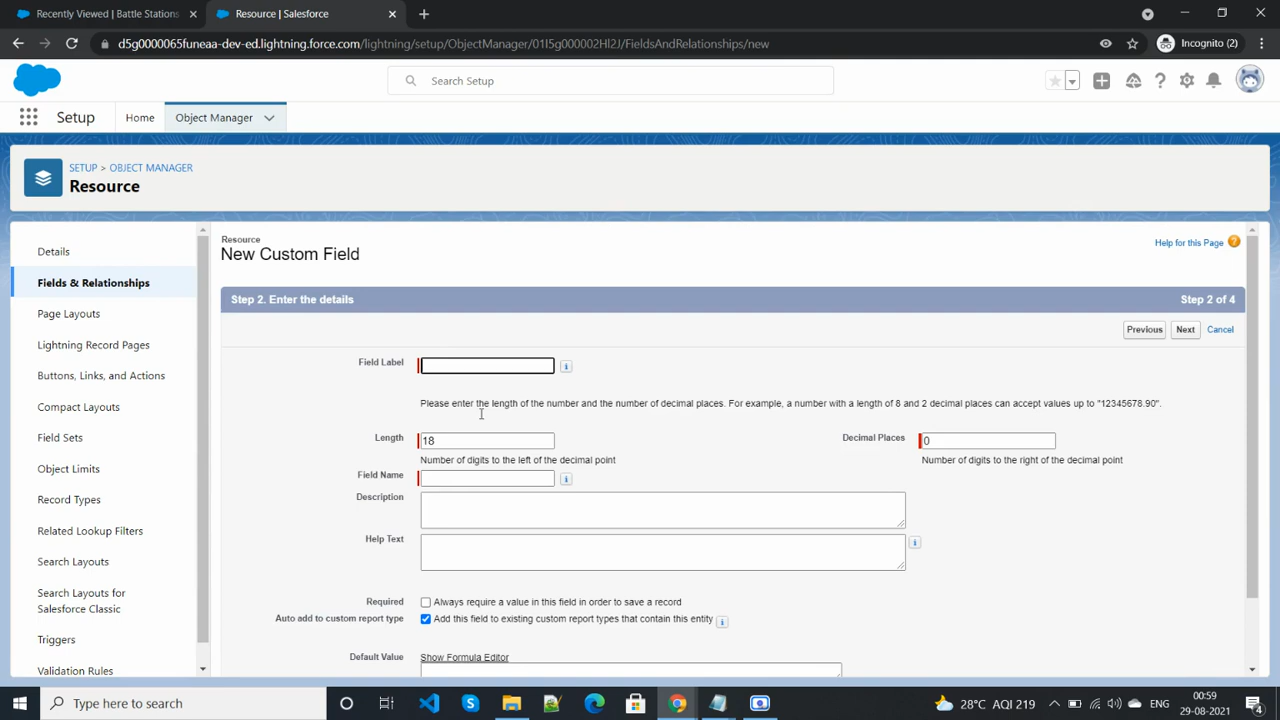 Recently Viewed | Battle Stations
Resource | Salesforce
d5g0000065funeaa-dev-ed.lightning.force.com/lightning/setup/ObjectManager/01I5g000002Hl2J/FieldsAndRelationships/new
Incognito (2)
Search Setup
Setup
Home
Object Manager
SETUP > OBJECT MANAGER
Resource
Details
Fields & Relationships
Page Layouts
Lightning Record Pages
Buttons, Links, and Actions
Compact Layouts
Field Sets
Object Limits
Record Types
Related Lookup Filters
Search Layouts
Search Layouts for
Salesforce Classic
Triggers
Validation Rules
Resource
New Custom Field
Help for this Page
Step 2. Enter the details
Step 2 of 4
Previous
Next
Cancel
Field Label
Please enter the length of the number and the number of decimal places. For example, a number with a length of 8 and 2 decimal places can accept values up to "12345678.90".
Length
18
Decimal Places
0
Number of digits to the left of the decimal point
Number of digits to the right of the decimal point
Field Name
Description
Help Text
Required
Always require a value in this field in order to save a record
Auto add to custom report type
Add this field to existing custom report types that contain this entity
Default Value
Show Formula Editor
Type here to search
28°C AQI 219
ENG
00:59
29-08-2021
4